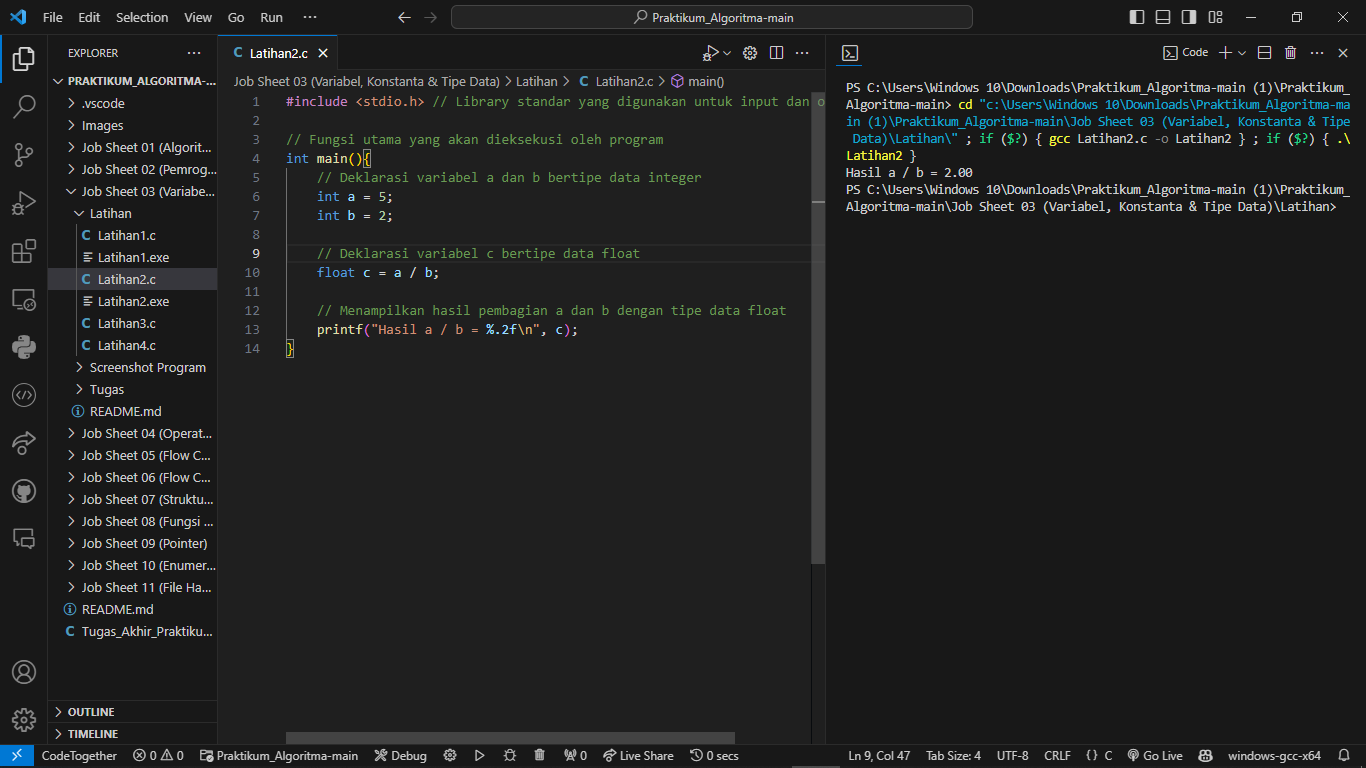 File Edit Selection View Go Run ···
Praktikum_Algoritma-main
EXPLORER
PRAKTIKUM_ALGORITMA-...
.vscode
Images
Job Sheet 01 (Algorit...
Job Sheet 02 (Pemrog...
Job Sheet 03 (Variabe...
Latihan
C Latihan1.c
Latihan1.exe
C Latihan2.c
Latihan2.exe
C Latihan3.c
C Latihan4.c
Screenshot Program
Tugas
README.md
Job Sheet 04 (Operat...
Job Sheet 05 (Flow C...
Job Sheet 06 (Flow C...
Job Sheet 07 (Struktu...
Job Sheet 08 (Fungsi ...
Job Sheet 09 (Pointer)
Job Sheet 10 (Enumer...
Job Sheet 11 (File Ha...
README.md
C Tugas_Akhir_Praktiku...
OUTLINE
TIMELINE
C Latihan2.c
Job Sheet 03 (Variabel, Konstanta & Tipe Data) > Latihan > C Latihan2.c > main()
1 #include <stdio.h> // Library standar yang digunakan untuk input dan o
2
3 // Fungsi utama yang akan dieksekusi oleh program
4 int main(){
5 // Deklarasi variabel a dan b bertipe data integer
6 int a = 5;
7 int b = 2;
8
9 // Deklarasi variabel c bertipe data float
10 float c = a / b;
11
12 // Menampilkan hasil pembagian a dan b dengan tipe data float
13 printf("Hasil a / b = %.2f\n", c);
14 }
Code
PS C:\Users\Windows 10\Downloads\Praktikum_Algoritma-main (1)\Praktikum_
Algoritma-main> cd "c:\Users\Windows 10\Downloads\Praktikum_Algoritma-ma
in (1)\Praktikum_Algoritma-main\Job Sheet 03 (Variabel, Konstanta & Tipe
Data)\Latihan\" ; if ($?) { gcc Latihan2.c -o Latihan2 } ; if ($?) { .\
Latihan2 }
Hasil a / b = 2.00
PS C:\Users\Windows 10\Downloads\Praktikum_Algoritma-main (1)\Praktikum_
Algoritma-main\Job Sheet 03 (Variabel, Konstanta & Tipe Data)\Latihan>
CodeTogether 0 0 Praktikum_Algoritma-main Debug 0 Live Share 0 secs Ln 9, Col 47 Tab Size: 4 UTF-8 CRLF { } C Go Live windows-gcc-x64